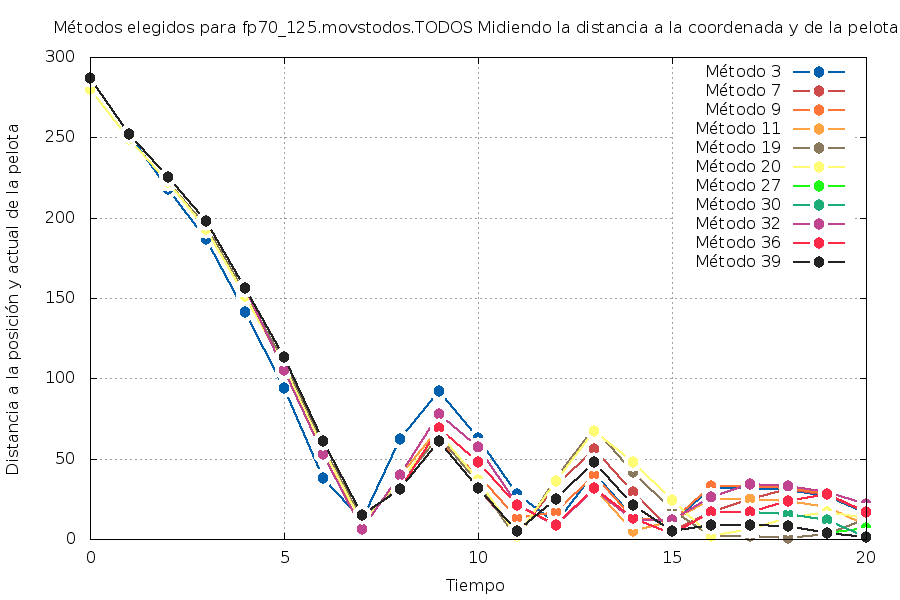 Métodos elegidos para fp70_125.movstodos.TODOS Midiendo la distancia a la coordenada y de la pelota
300
250
200
150
100
50
0
Distancia a la posición y actual de la pelota
Método 3
Método 7
Método 9
Método 11
Método 19
Método 20
Método 27
Método 30
Método 32
Método 36
Método 39
0
5
10
15
20
Tiempo